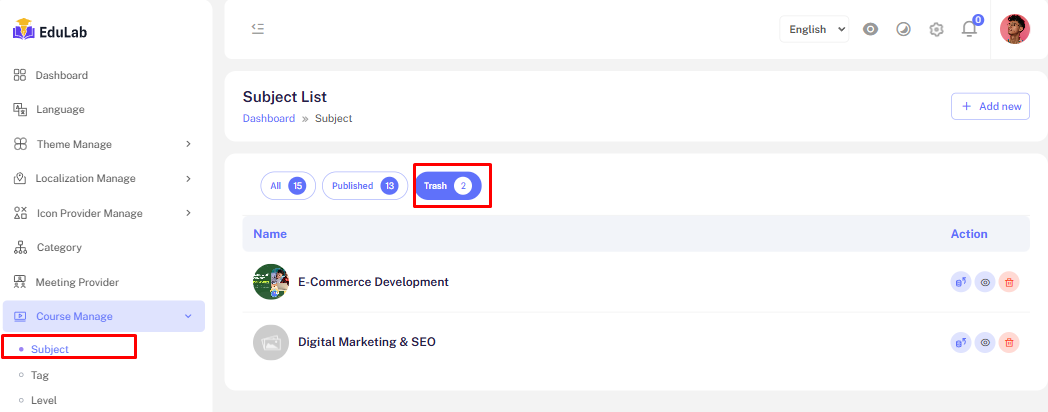 EduLab
Dashboard
Language
Theme Manage
Localization Manage
Icon Provider Manage
Category
Meeting Provider
Course Manage
Subject
Tag
Level
English
0
Subject List
Dashboard » Subject
+ Add new
All 15
Published 13
Trash 2
Name Action
E-Commerce Development
Digital Marketing & SEO